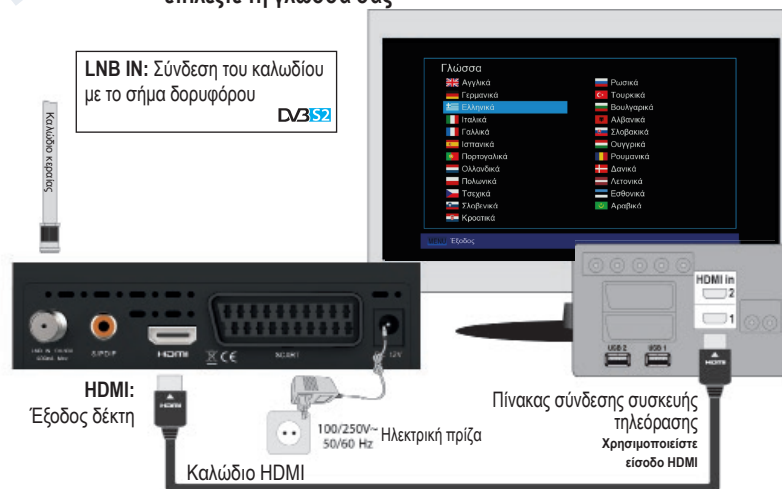 επιλέξτε τη γλώσσα σας
LNB IN: Σύνδεση του καλωδίου
με το σήμα δορυφόρου
DVB S2
Καλώδιο κεραίας
Γλώσσα
Αγγλικά
Γερμανικά
Ελληνικά
Ιταλικά
Γαλλικά
Ισπανικά
Πορτογαλικά
Ολλανδικά
Πολωνικά
Τσεχικά
Σλοβενικά
Κροατικά
Ρωσικά
Τουρκικά
Βουλγαρικά
Αλβανικά
Σλοβακικά
Ουγγρικά
Ρουμανικά
Δανικά
Λετονικά
Εσθονικά
Αραβικά
MENU Έξοδος
HDMI in
2
1
USB 2 USB 1
S/PDIF
HDMI
CE
SCART
12V
HDMI:
Έξοδος δέκτη
HDMI
100/250V~
50/60 Hz
Ηλεκτρική πρίζα
Καλώδιο HDMI
Πίνακας σύνδεσης συσκευής
τηλεόρασης
Χρησιμοποιείστε
είσοδο HDMI
HDMI